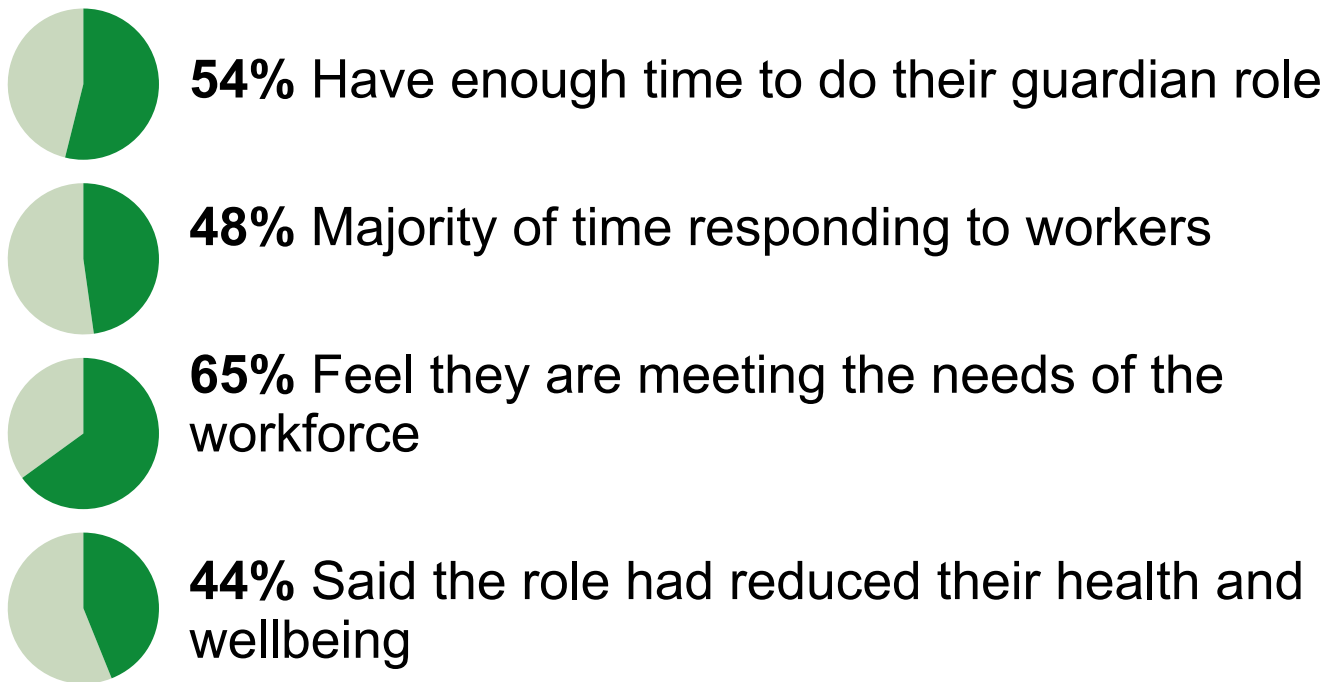 54% Have enough time to do their guardian role
48% Majority of time responding to workers
65% Feel they are meeting the needs of the
workforce
44% Said the role had reduced their health and
wellbeing